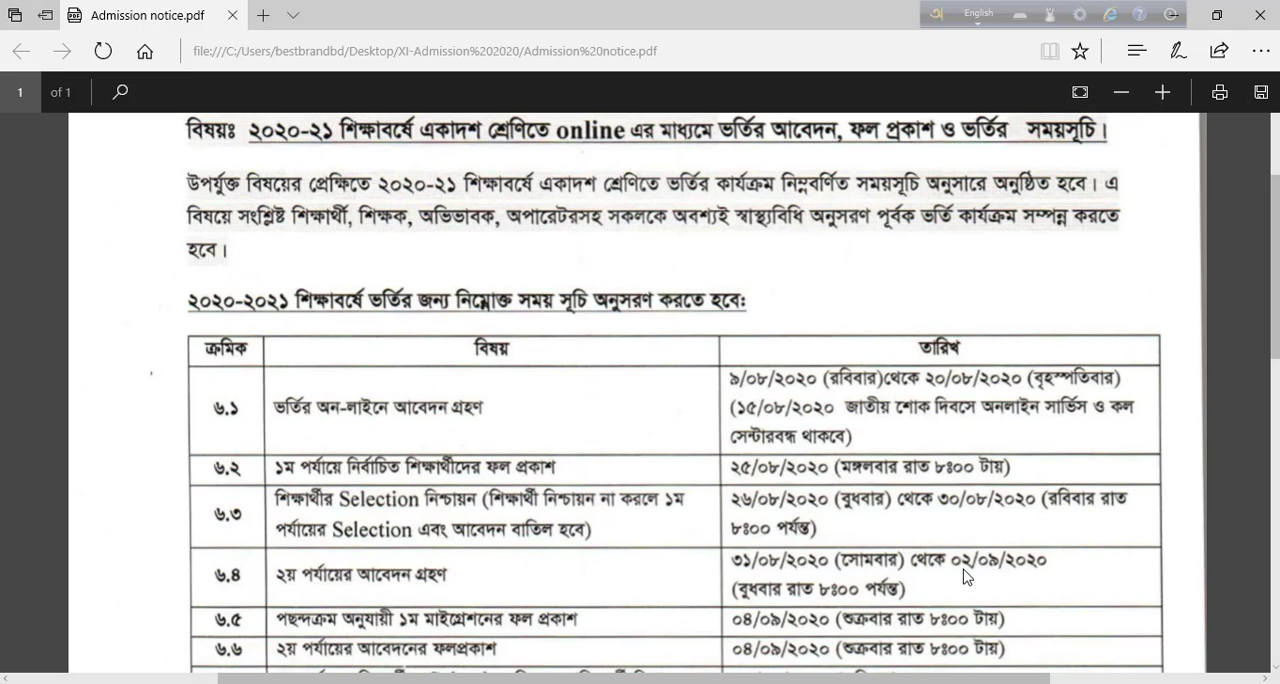 Admission notice.pdf
English
file:///C:/Users/bestbrandbd/Desktop/XI-Admission%202020/Admission%20notice.pdf
1 of 1
বিষয়ঃ ২০২০-২১ শিক্ষাবর্ষে একাদশ শ্রেণিতে online এর মাধ্যমে ভর্তির আবেদন, ফল প্রকাশ ও ভর্তির সময়সূচি।
উপর্যুক্ত বিষয়ের প্রেক্ষিতে ২০২০-২১ শিক্ষাবর্ষে একাদশ শ্রেণিতে ভর্তির কার্যক্রম নিম্নবর্ণিত সময়সূচি অনুসারে অনুষ্ঠিত হবে। এ
বিষয়ে সংশ্লিষ্ট শিক্ষার্থী, শিক্ষক, অভিভাবক, অপারেটরসহ সকলকে অবশ্যই স্বাস্থ্যবিধি অনুসরণ পূর্বক ভর্তি কার্যক্রম সম্পন্ন করতে
হবে।
২০২০-২০২১ শিক্ষাবর্ষে ভর্তির জন্য নিম্নোক্ত সময় সূচি অনুসরণ করতে হবে:
ক্রমিক বিষয় তারিখ
৬.১ ভর্তির অন-লাইনে আবেদন গ্রহণ ৯/০৮/২০২০ (রবিবার)থেকে ২০/০৮/২০২০ (বৃহস্পতিবার)
(১৫/০৮/২০২০ জাতীয় শোক দিবসে অনলাইন সার্ভিস ও কল
সেন্টারবন্ধ থাকবে)
৬.২ ১ম পর্যায়ে নির্বাচিত শিক্ষার্থীদের ফল প্রকাশ ২৫/০৮/২০২০ (মঙ্গলবার রাত ৮ঃ০০ টায়)
৬.৩ শিক্ষার্থীর Selection নিশ্চায়ন (শিক্ষার্থী নিশ্চায়ন না করলে ১ম ২৬/০৮/২০২০ (বুধবার) থেকে ৩০/০৮/২০২০ (রবিবার রাত
পর্যায়ের Selection এবং আবেদন বাতিল হবে) ৮ঃ০০ পর্যন্ত)
৬.৪ ২য় পর্যায়ের আবেদন গ্রহণ ৩১/০৮/২০২০ (সোমবার) থেকে ০২/০৯/২০২০
(বুধবার রাত ৮ঃ০০ পর্যন্ত)
৬.৫ পছন্দক্রম অনুযায়ী ১ম মাইগ্রেশনের ফল প্রকাশ ০৪/০৯/২০২০ (শুক্রবার রাত ৮ঃ০০ টায়)
৬.৬ ২য় পর্যায়ের আবেদনের ফলপ্রকাশ ০৪/০৯/২০২০ (শুক্রবার রাত ৮ঃ০০ টায়)